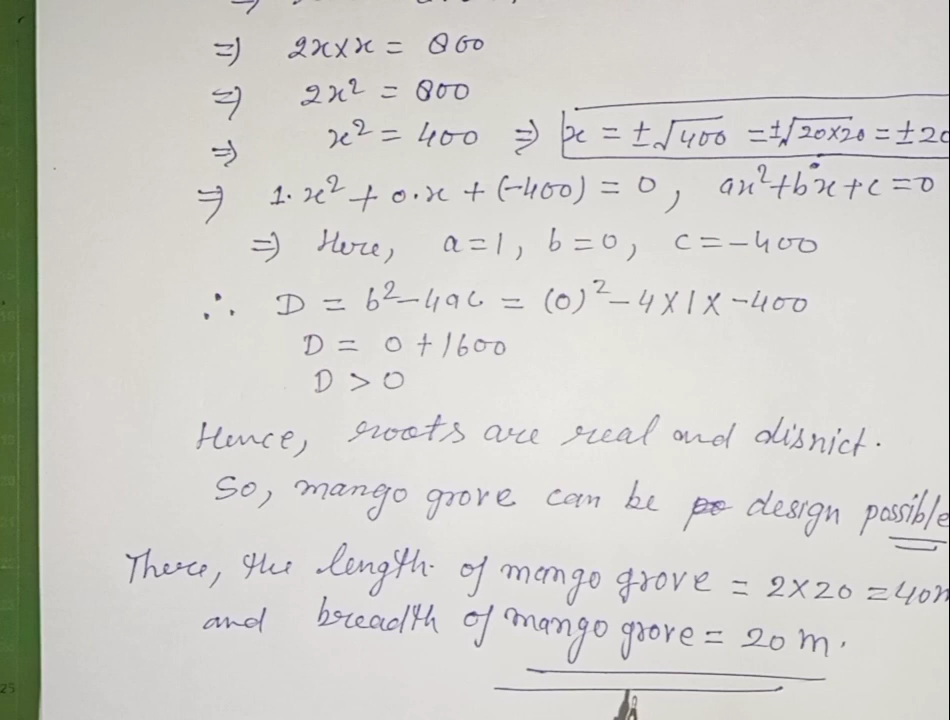 ⇒ 2x×x = 800
⇒ 2x² = 800
⇒ x² = 400 ⇒ x = ±√400 = ±√20×20 = ±20
⇒ 1·x² + 0·x + (-400) = 0, ax²+bx+c=0
⇒ Here, a=1, b=0, c=-400
∴ D = b²-4ac = (0)²-4×1×-400
D = 0+1600
D > 0
Hence, roots are real and disnict.
So, mango grove can be design possible
There, the length of mango grove = 2×20 = 40m
and breadth of mango grove = 20 m.
25